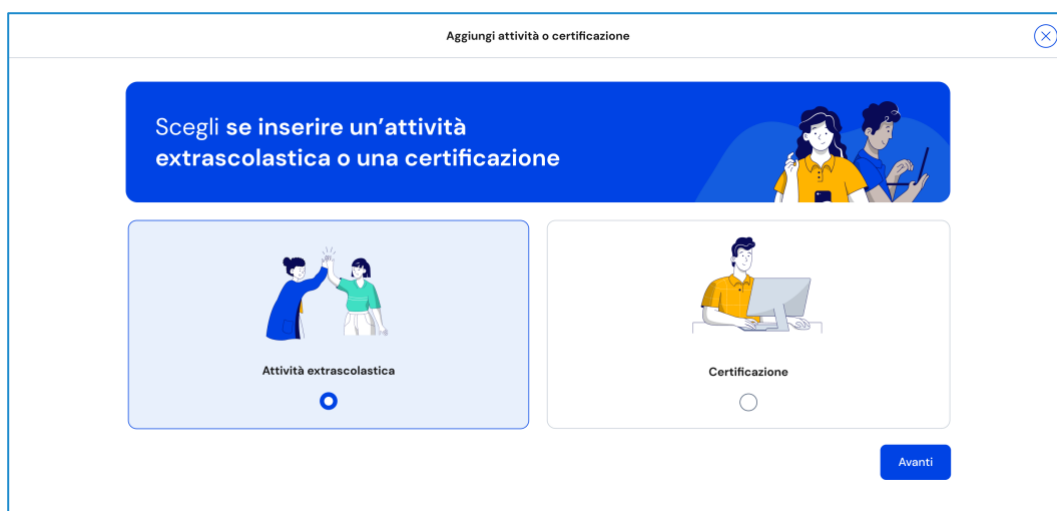 Aggiungi attività o certificazione
Scegli se inserire un’attività
extrascolastica o una certificazione
Attività extrascolastica
Certificazione
Avanti